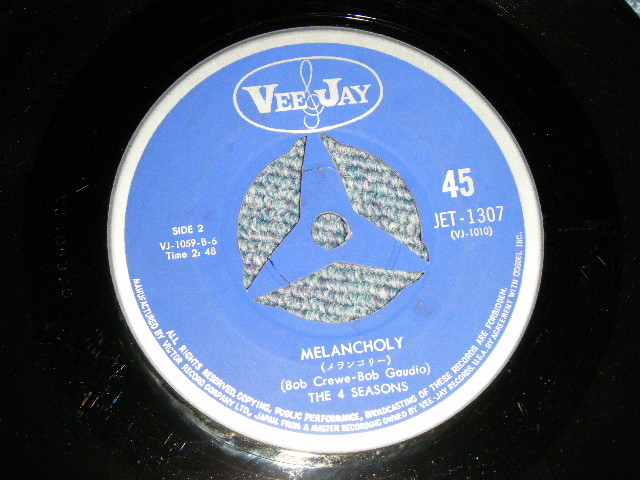 VEE JAY
45
JET-1307
(VJ-1010)
SIDE 2
VJ-1059-B-6
Time 2: 48
MELANCHOLY
(メランコリー)
(Bob Crewe-Bob Gaudio)
THE 4 SEASONS
ALL RIGHTS RESERVED, COPYING, PUBLIC PERFORMANCE, BROADCASTING OF THESE RECORDS ARE FORBIDDEN.
MANUFACTURED BY VICTOR RECORD COMPANY LTD., JAPAN. FROM A MASTER RECORDING OWNED BY VEE-JAY RECORDS, U.S.A. BY AGREEMENT WITH COSDEL INC.